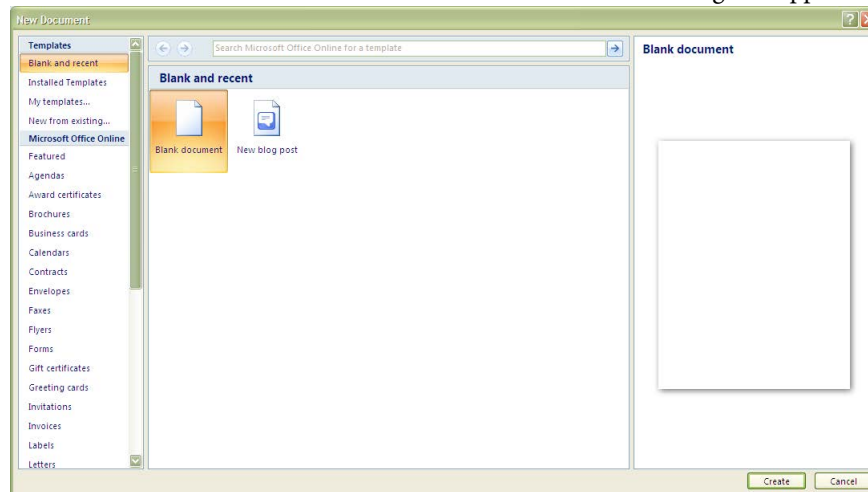 New Document
Templates
Blank and recent
Installed Templates
My templates...
New from existing...
Microsoft Office Online
Featured
Agendas
Award certificates
Brochures
Business cards
Calendars
Contracts
Envelopes
Faxes
Flyers
Forms
Gift certificates
Greeting cards
Invitations
Invoices
Labels
Letters
Search Microsoft Office Online for a template
Blank and recent
Blank document
New blog post
Blank document
Create
Cancel